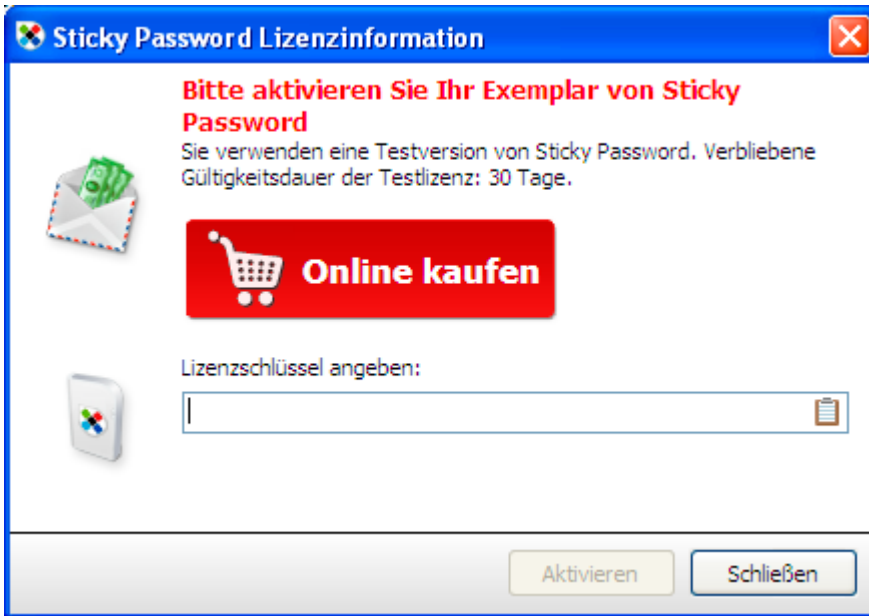 Sticky Password Lizenzinformation
Bitte aktivieren Sie Ihr Exemplar von Sticky
Password
Sie verwenden eine Testversion von Sticky Password. Verbliebene
Gültigkeitsdauer der Testlizenz: 30 Tage.
Online kaufen
Lizenzschlüssel angeben:
Aktivieren
Schließen